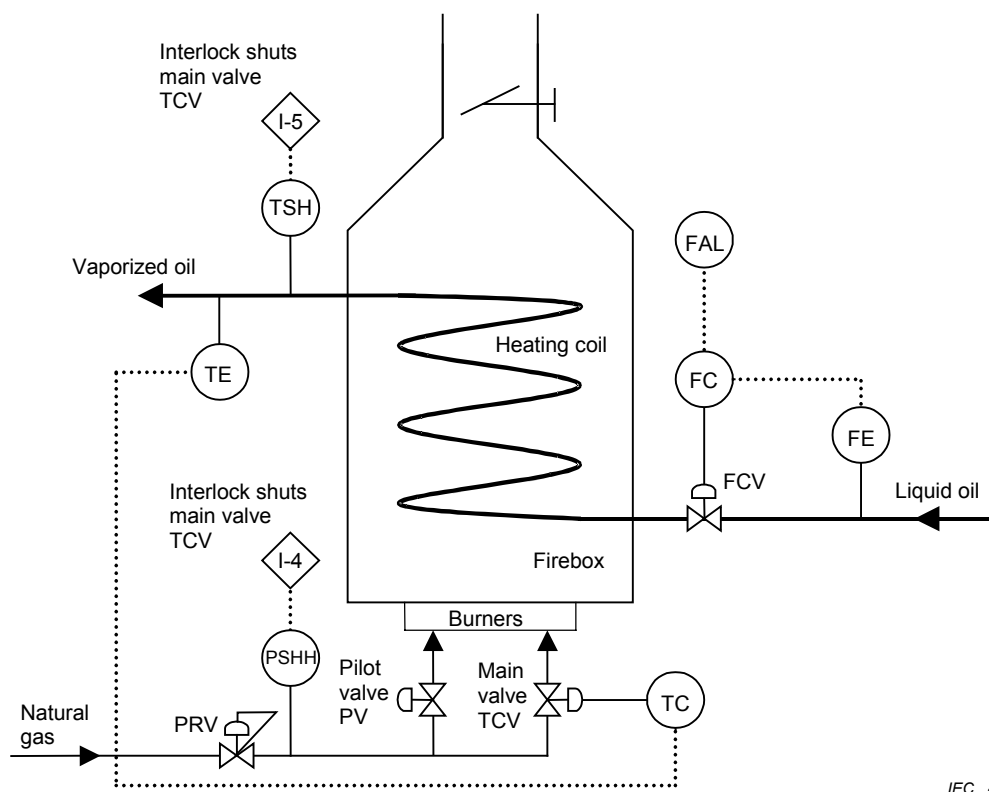 Interlock shuts
main valve
TCV
I-5
TSH
FAL
Vaporized oil
Heating coil
TE
FC
FE
Interlock shuts
main valve
TCV
FCV
Liquid oil
I-4
Firebox
Burners
PSHH
Pilot
valve
PV
Main
valve
TCV
TC
Natural
gas
PRV
IEC